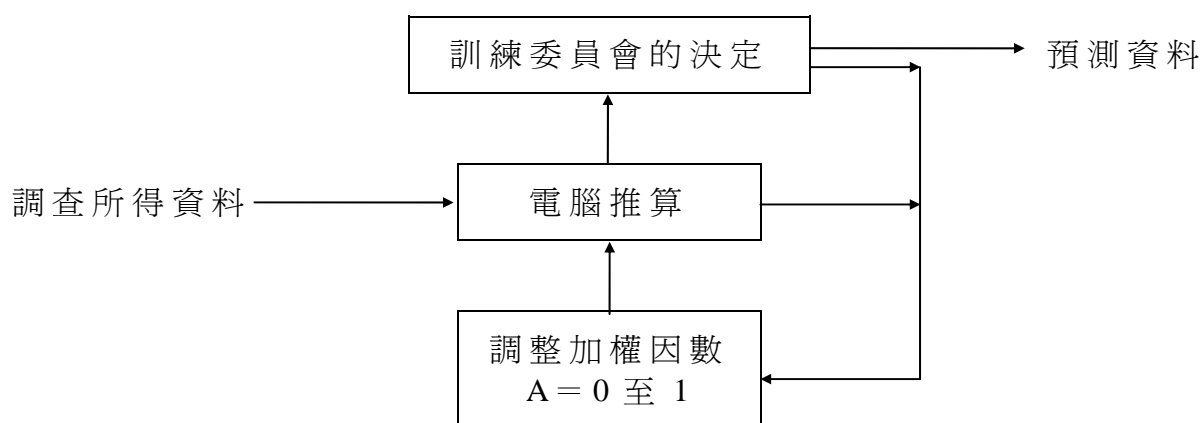 訓練委員會的決定
預測資料
調查所得資料
電腦推算
調整加權因數
A＝0 至 1